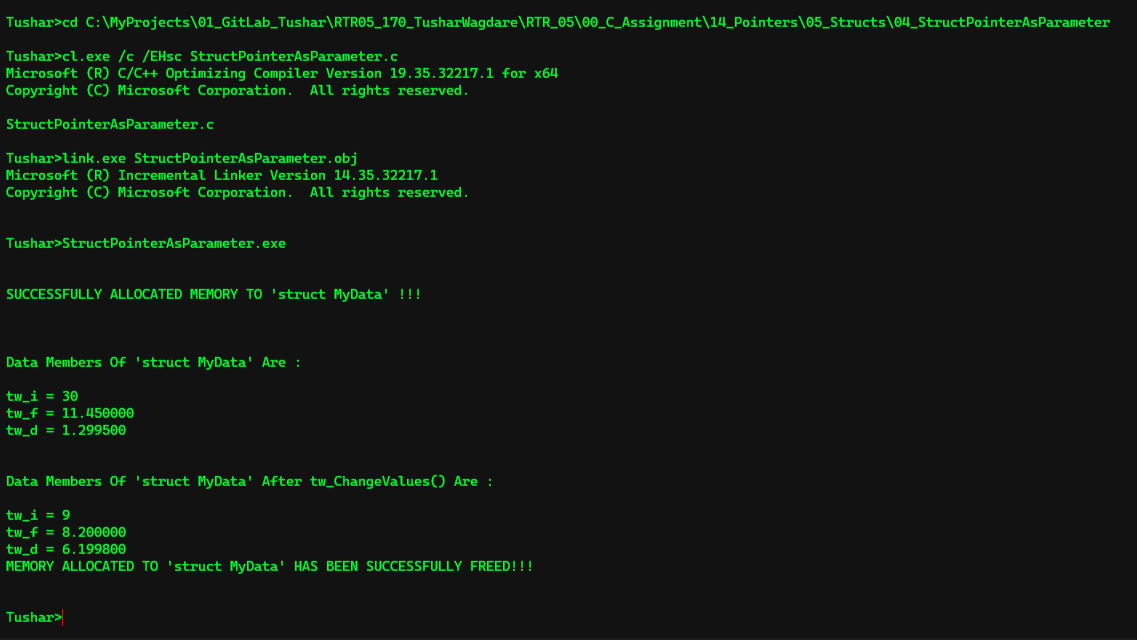 Tushar>cd C:\MyProjects\01_GitLab_Tushar\RTR05_170_TusharWagdare\RTR_05\00_C_Assignment\14_Pointers\05_Structs\04_StructPointerAsParameter
Tushar>cl.exe /c /EHsc StructPointerAsParameter.c
Microsoft (R) C/C++ Optimizing Compiler Version 19.35.32217.1 for x64
Copyright (C) Microsoft Corporation.  All rights reserved.
StructPointerAsParameter.c
Tushar>link.exe StructPointerAsParameter.obj
Microsoft (R) Incremental Linker Version 14.35.32217.1
Copyright (C) Microsoft Corporation.  All rights reserved.
Tushar>StructPointerAsParameter.exe
SUCCESSFULLY ALLOCATED MEMORY TO 'struct MyData' !!!
Data Members Of 'struct MyData' Are :
tw_i = 30
tw_f = 11.450000
tw_d = 1.299500
Data Members Of 'struct MyData' After tw_ChangeValues() Are :
tw_i = 9
tw_f = 8.200000
tw_d = 6.199800
MEMORY ALLOCATED TO 'struct MyData' HAS BEEN SUCCESSFULLY FREED!!!
Tushar>